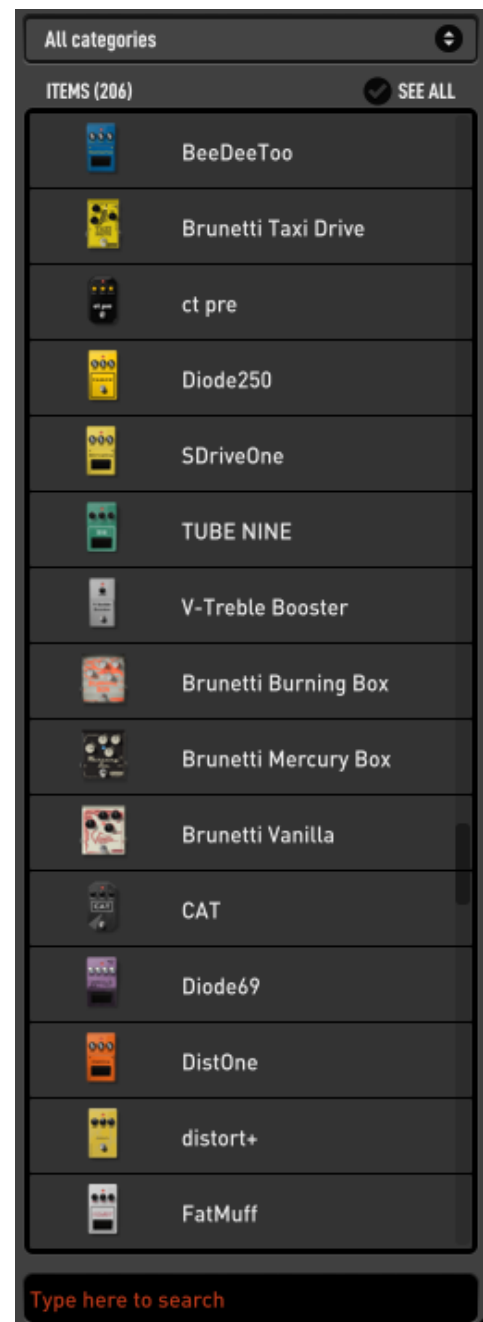 All categories
ITEMS (206) SEE ALL
BeeDeeToo
Brunetti Taxi Drive
ct pre
Diode250
SDriveOne
TUBE NINE
V-Treble Booster
Brunetti Burning Box
Brunetti Mercury Box
Brunetti Vanilla
CAT
Diode69
DistOne
distort+
FatMuff
Type here to search